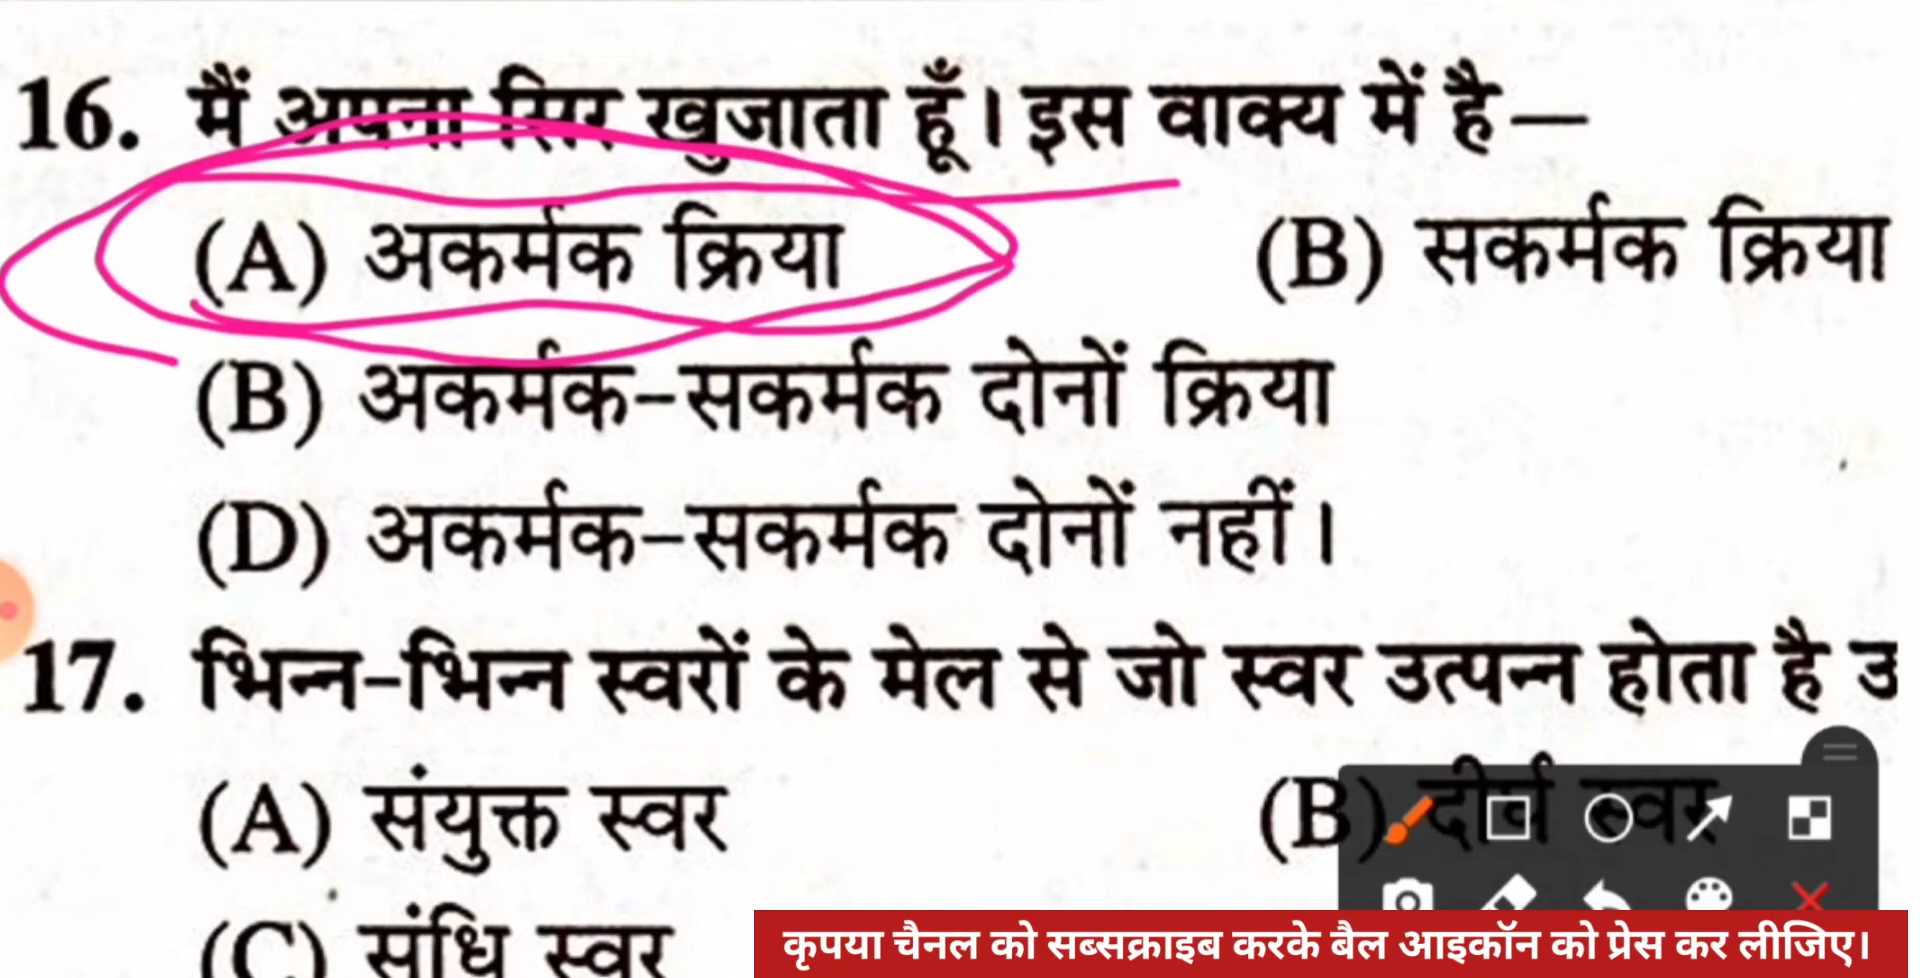 16. मैं अपना सिर खुजाता हूँ। इस वाक्य में है—
(A) अकर्मक क्रिया (B) सकर्मक क्रिया
(B) अकर्मक-सकर्मक दोनों क्रिया
(D) अकर्मक-सकर्मक दोनों नहीं।
17. भिन्न-भिन्न स्वरों के मेल से जो स्वर उत्पन्न होता है उ
(A) संयुक्त स्वर (B) दीर्घ स्वर
(C) संधि स्वर
कृपया चैनल को सब्सक्राइब करके बैल आइकॉन को प्रेस कर लीजिए।